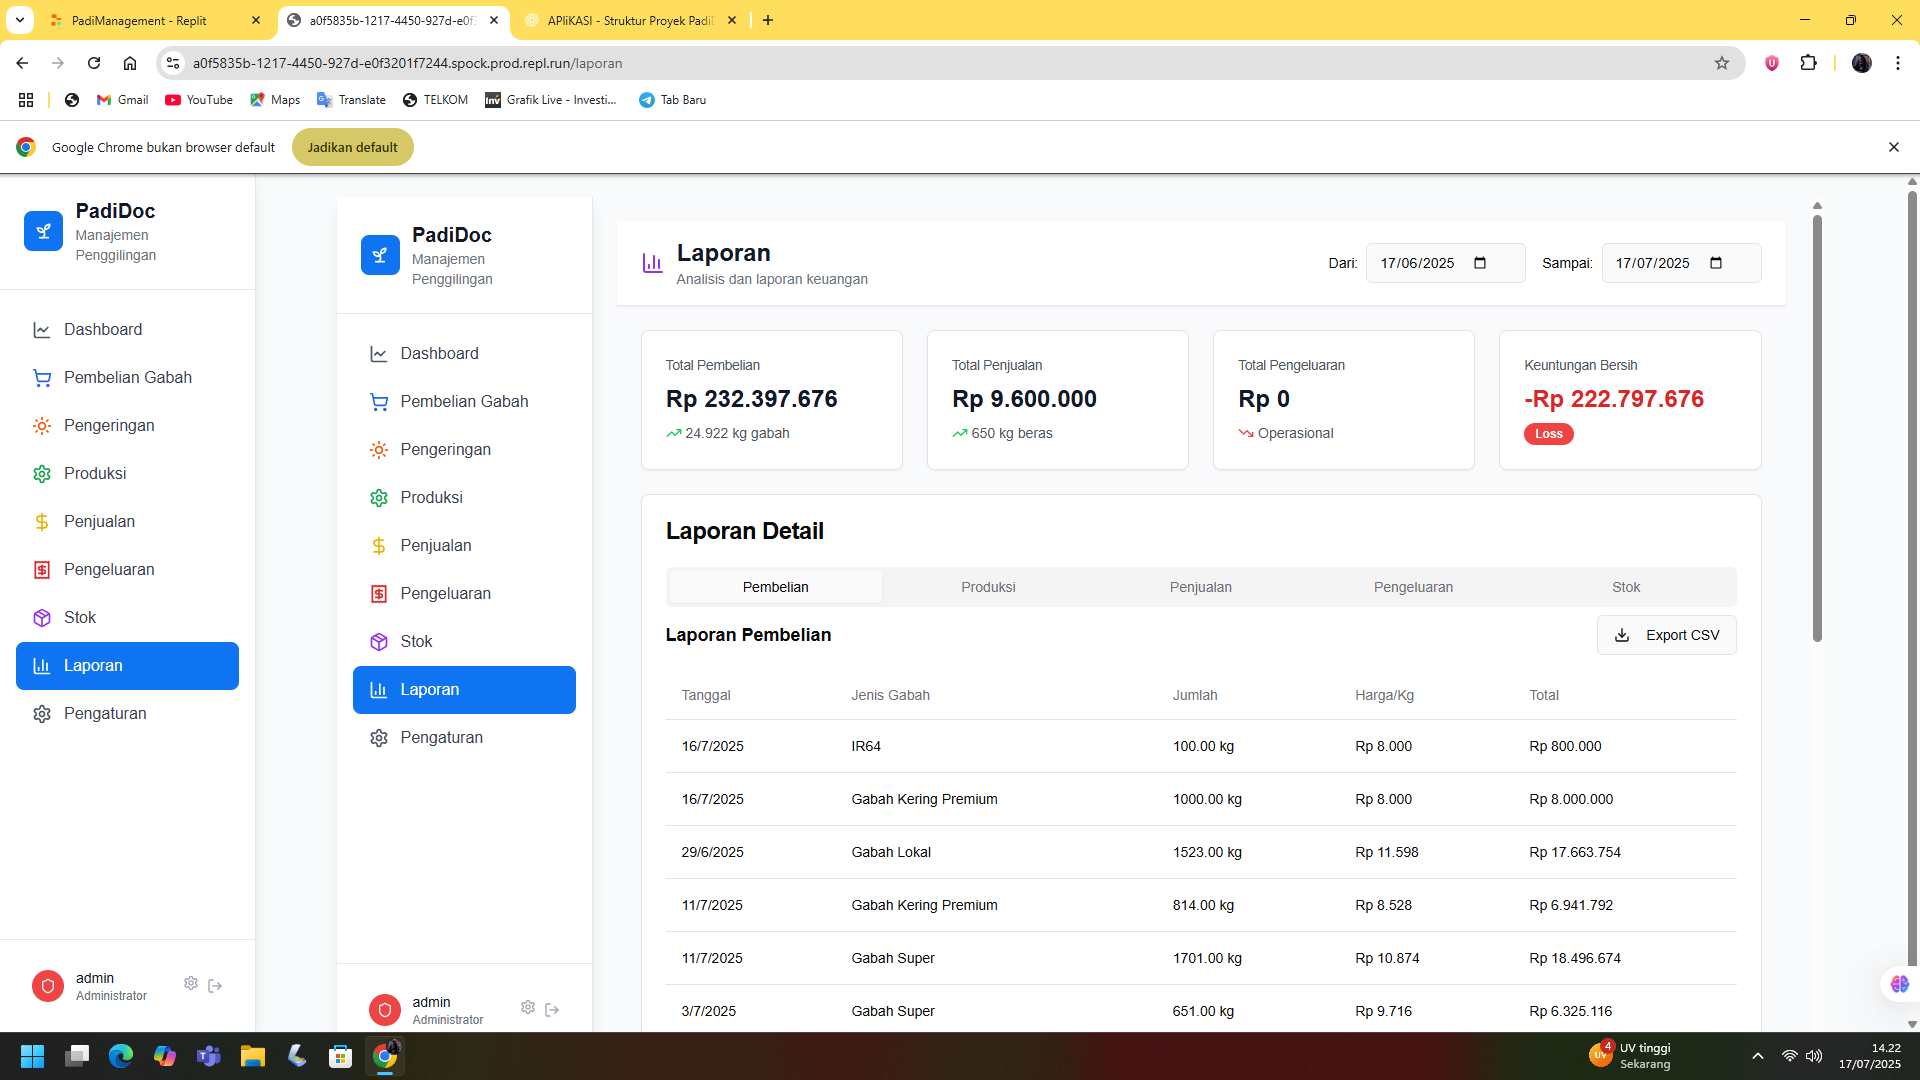 PadiManagement - Replit
a0f5835b-1217-4450-927d-e0f3
APliKASI - Struktur Proyek PadiD
a0f5835b-1217-4450-927d-e0f3201f7244.spock.prod.repl.run/laporan
Gmail
YouTube
Maps
Translate
TELKOM
Inv
Grafik Live - Investi...
Tab Baru
Google Chrome bukan browser default
Jadikan default
PadiDoc
Manajemen
Penggilingan
Dashboard
Pembelian Gabah
Pengeringan
Produksi
Penjualan
Pengeluaran
Stok
Laporan
Pengaturan
admin
Administrator
PadiDoc
Manajemen
Penggilingan
Dashboard
Pembelian Gabah
Pengeringan
Produksi
Penjualan
Pengeluaran
Stok
Laporan
Pengaturan
admin
Administrator
Laporan
Analisis dan laporan keuangan
Dari: 17/06/2025 Sampai: 17/07/2025
Total Pembelian
Rp 232.397.676
24.922 kg gabah
Total Penjualan
Rp 9.600.000
650 kg beras
Total Pengeluaran
Rp 0
Operasional
Keuntungan Bersih
-Rp 222.797.676
Loss
Laporan Detail
Pembelian Produksi Penjualan Pengeluaran Stok
Laporan Pembelian
Export CSV
Tanggal Jenis Gabah Jumlah Harga/Kg Total
16/7/2025 IR64 100.00 kg Rp 8.000 Rp 800.000
16/7/2025 Gabah Kering Premium 1000.00 kg Rp 8.000 Rp 8.000.000
29/6/2025 Gabah Lokal 1523.00 kg Rp 11.598 Rp 17.663.754
11/7/2025 Gabah Kering Premium 814.00 kg Rp 8.528 Rp 6.941.792
11/7/2025 Gabah Super 1701.00 kg Rp 10.874 Rp 18.496.674
3/7/2025 Gabah Super 651.00 kg Rp 9.716 Rp 6.325.116
UV
4
UV tinggi
Sekarang
14.22
17/07/2025